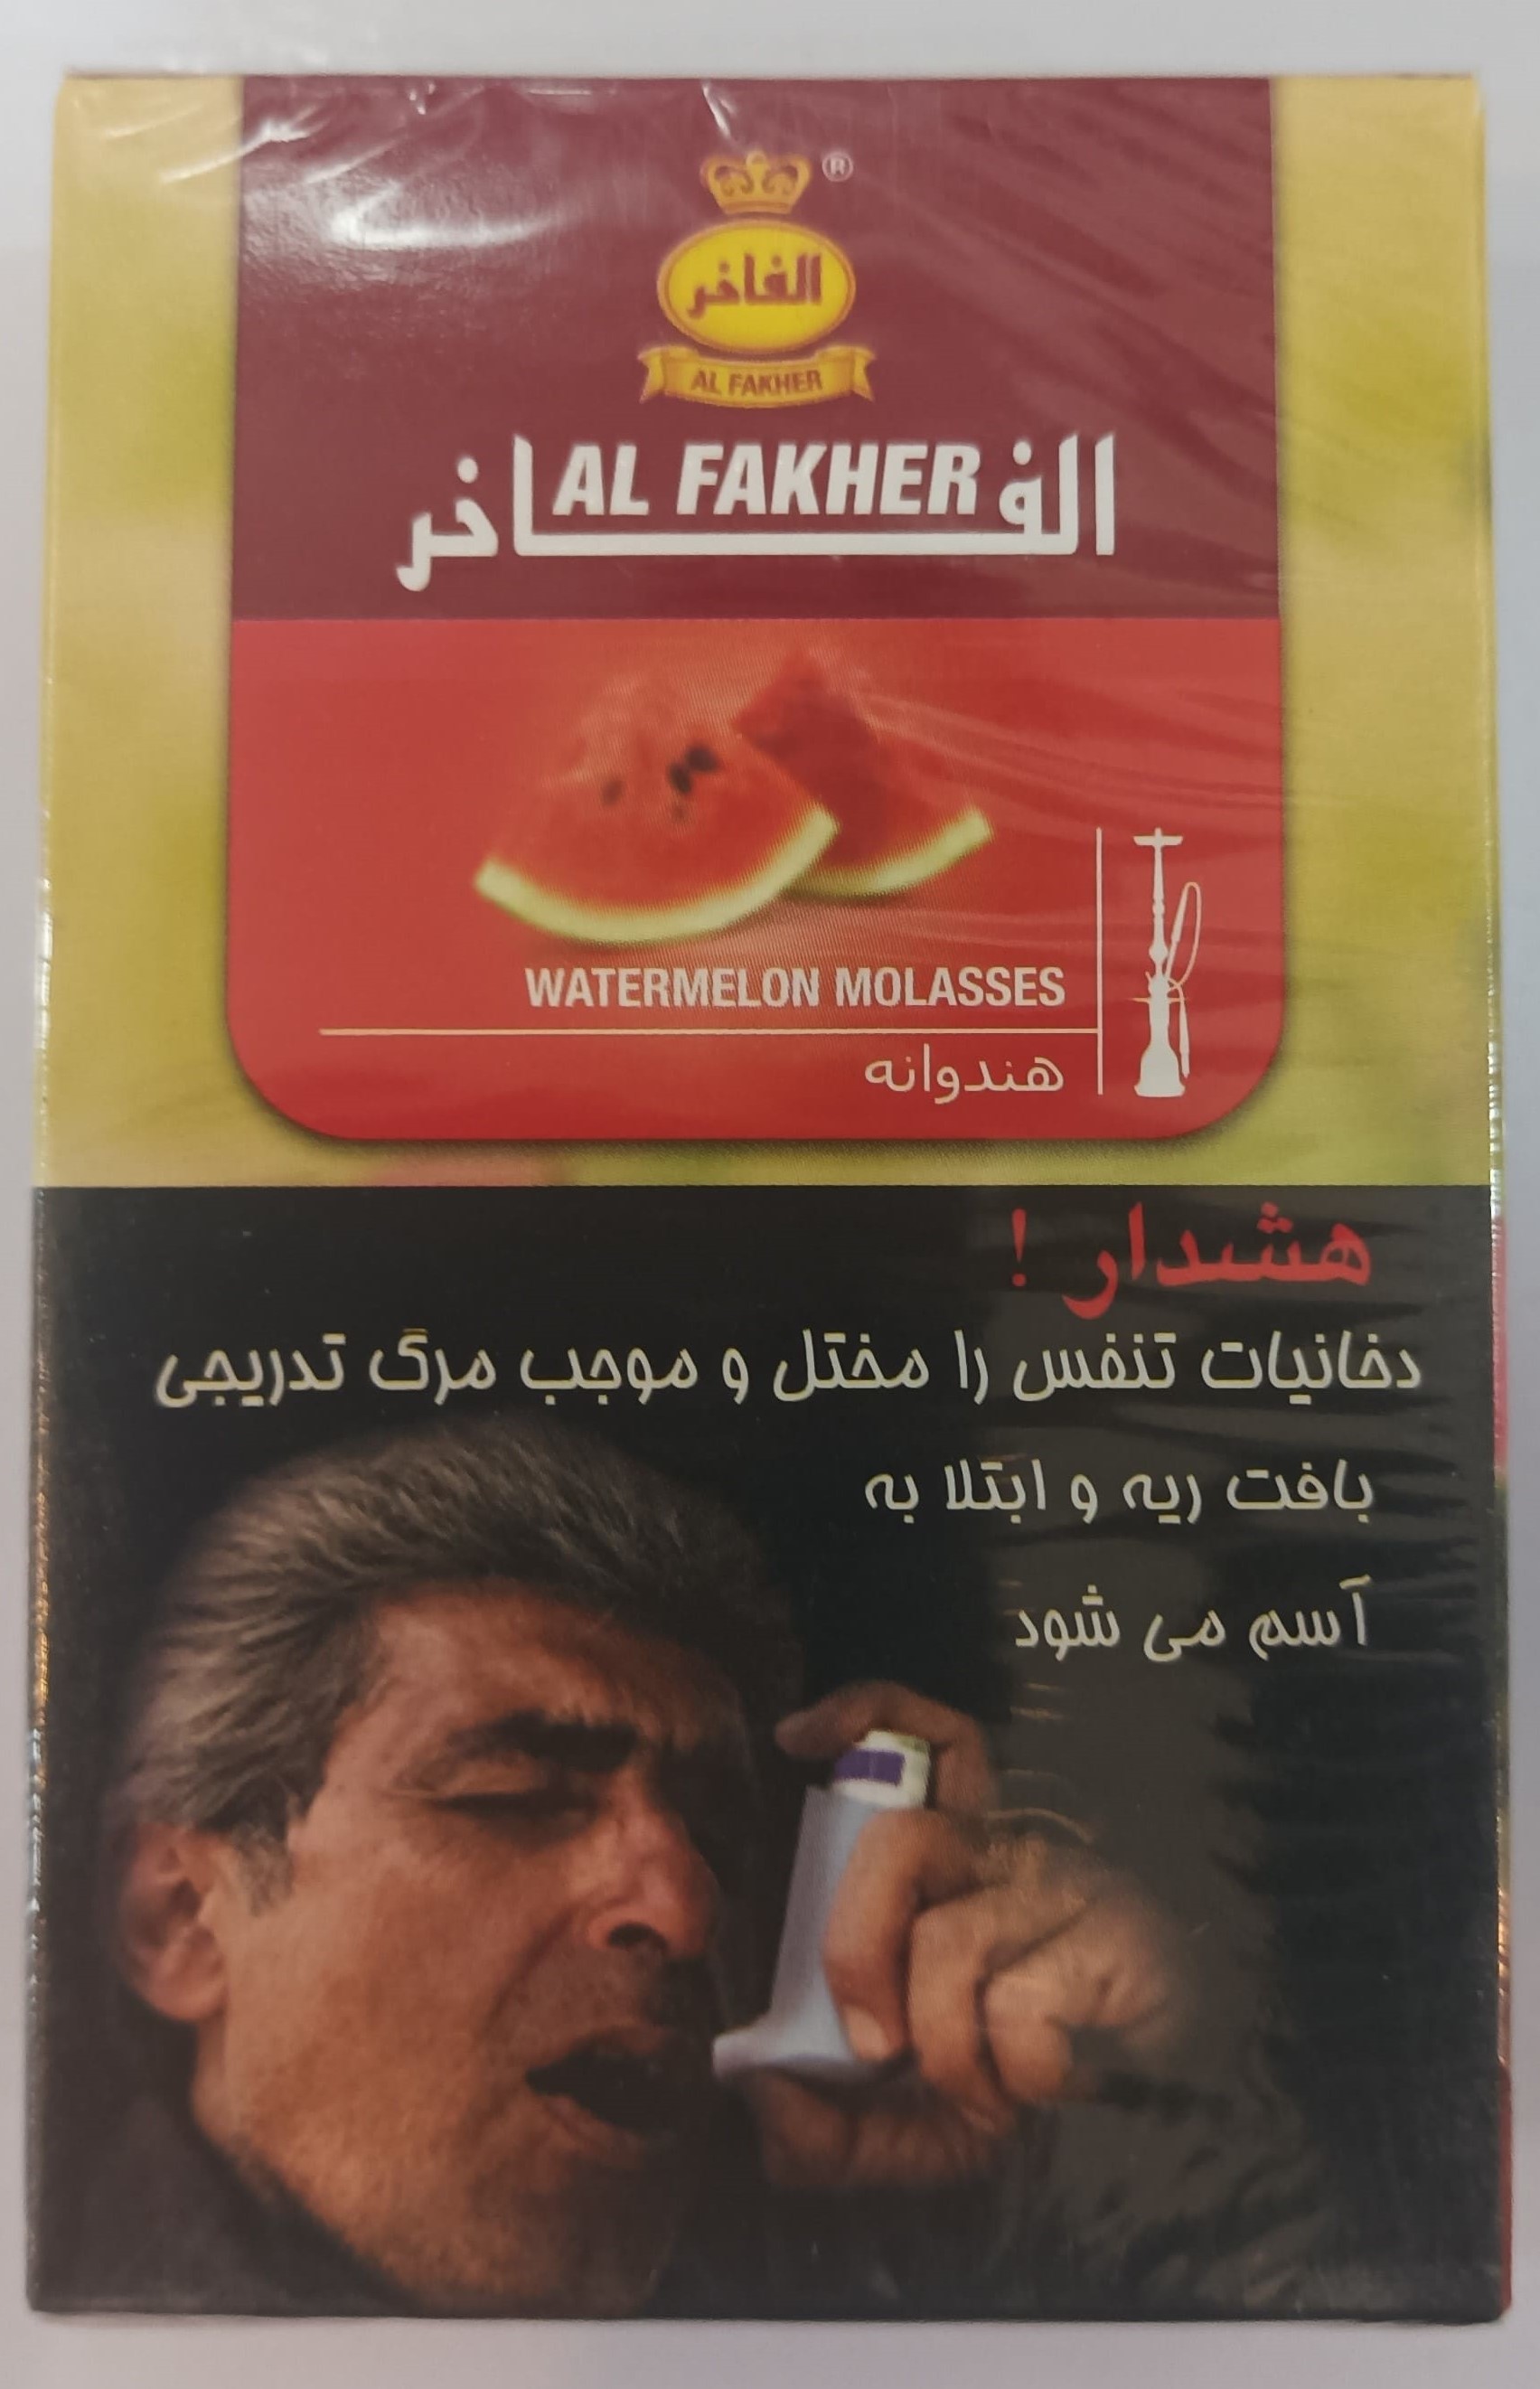 ®
الفاخر
AL FAKHER
الفاخر
AL FAKHER
WATERMELON MOLASSES
هندوانه
هشدار !
دخانیات تنفس را مختل و موجب مرگ تدریجی
بافت ریه و ابتلا به
آسم می شود